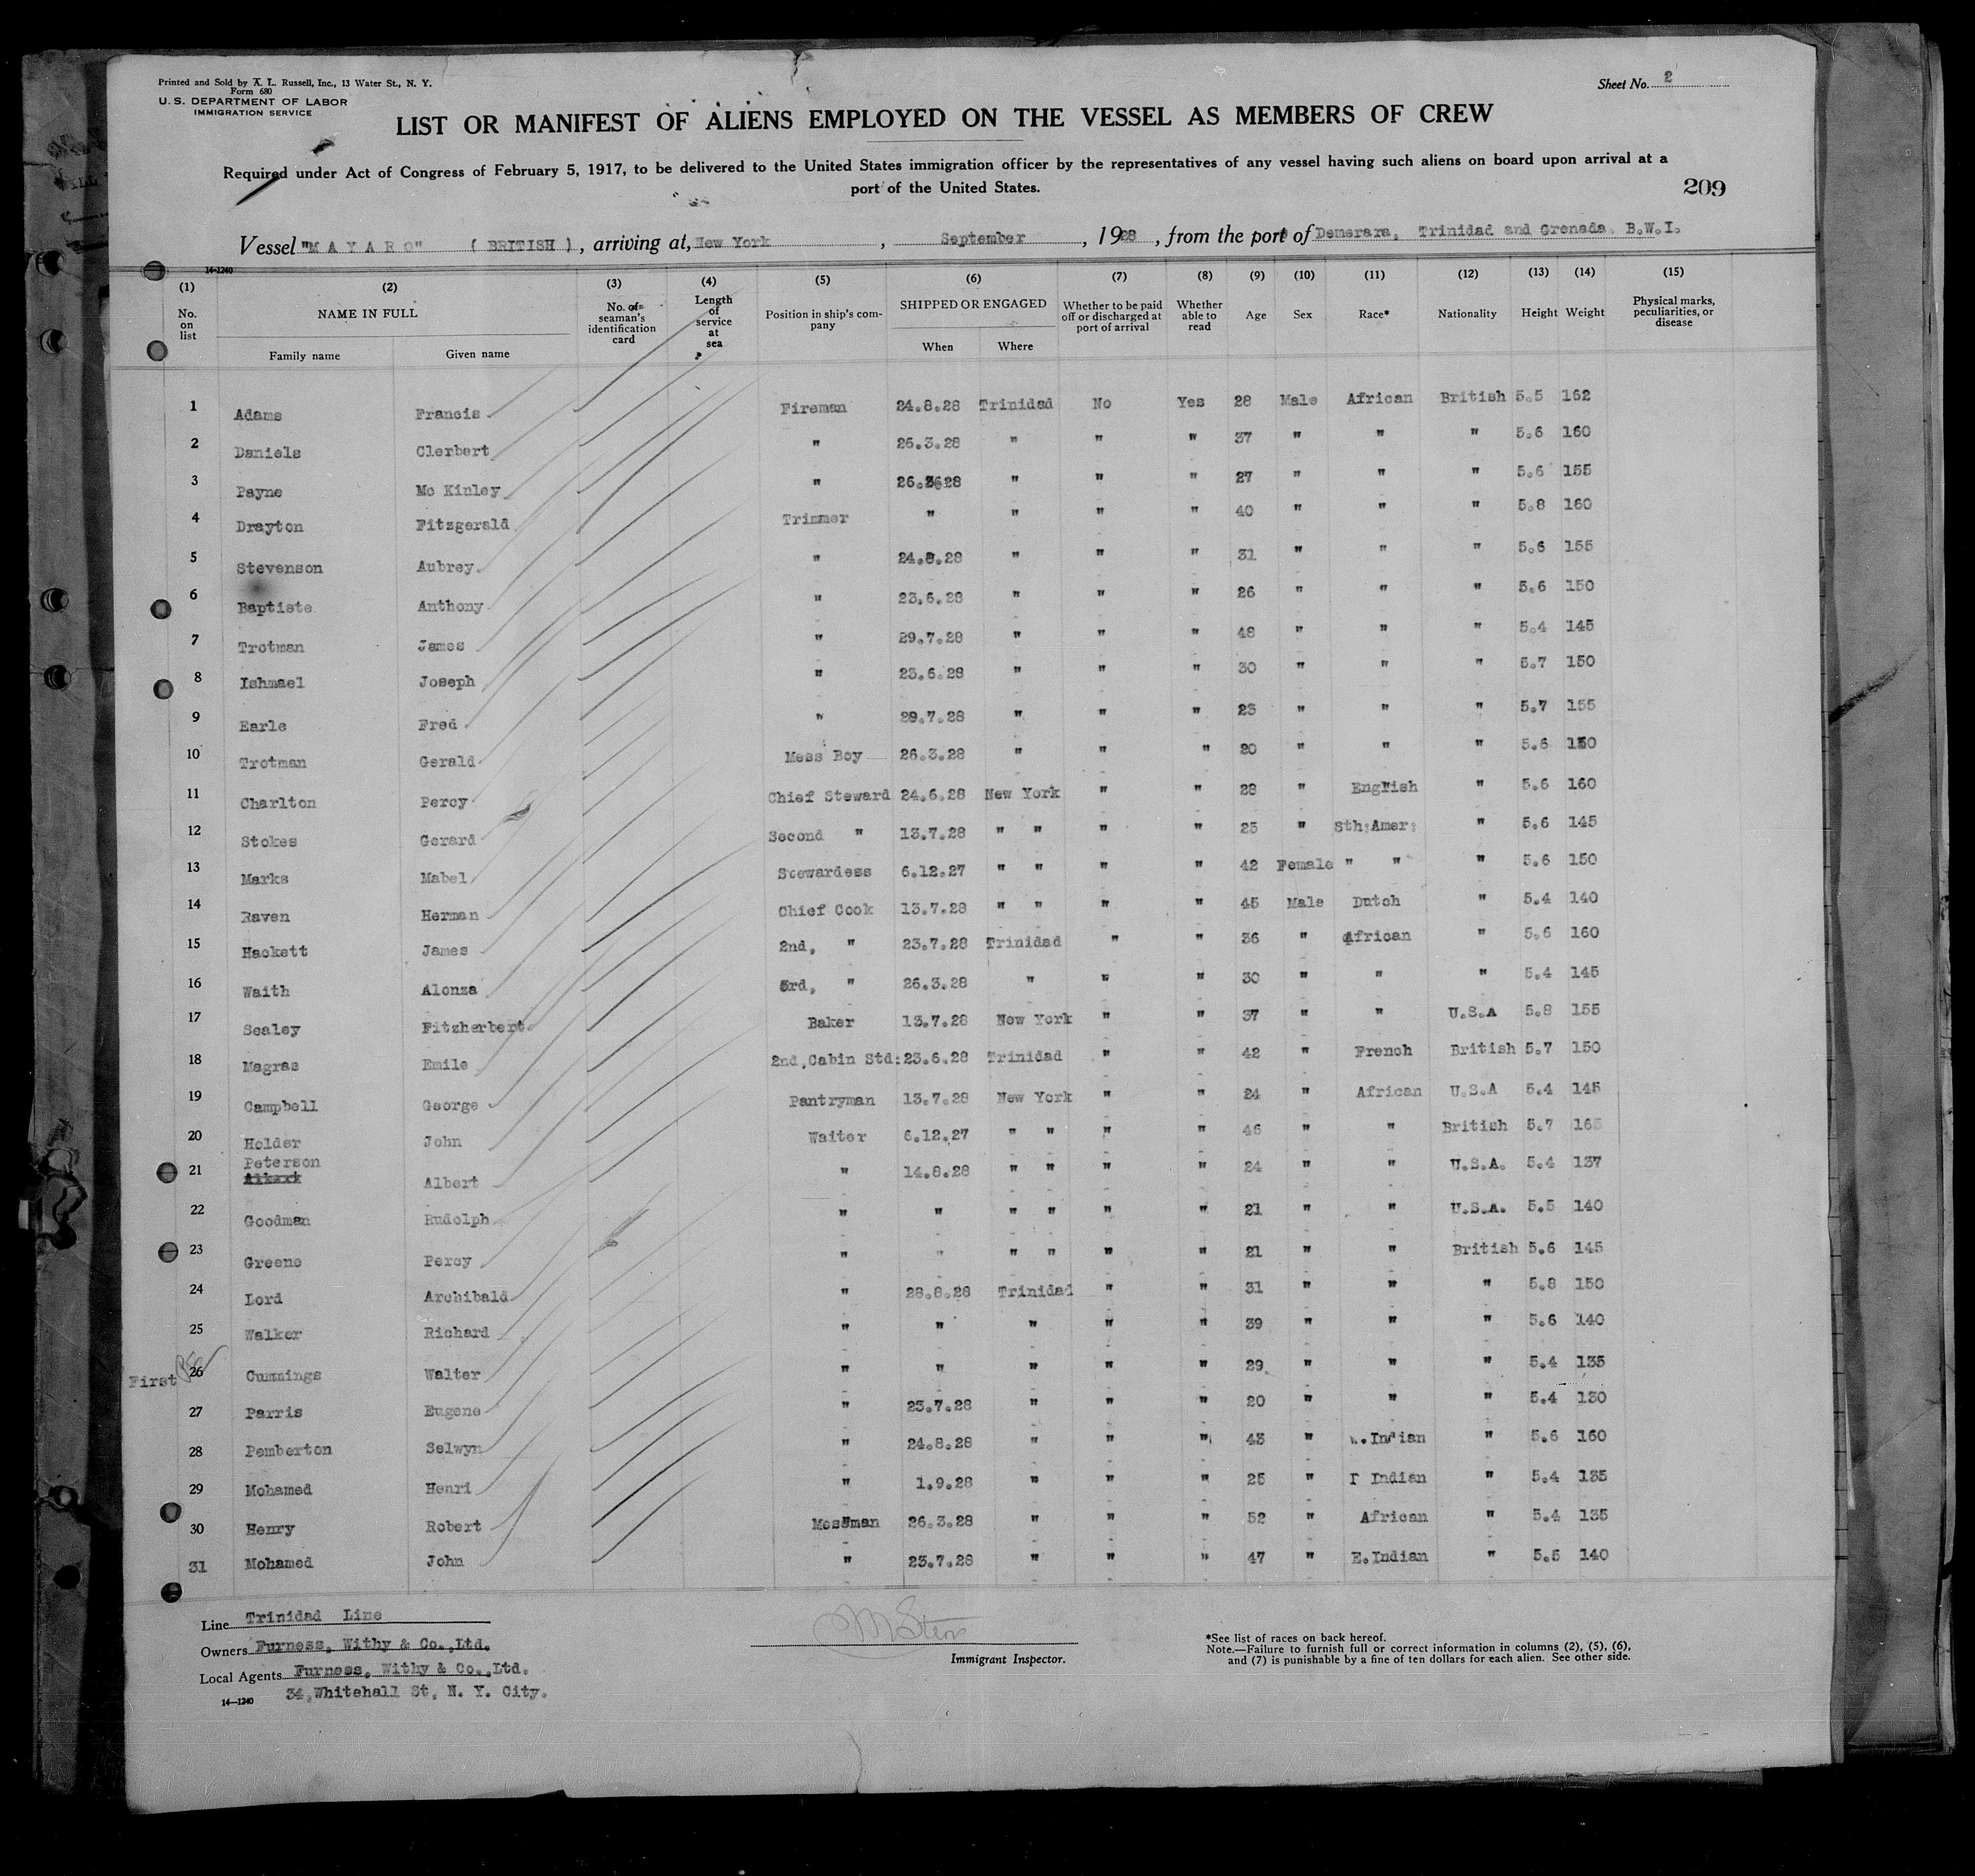 Printed and Sold by A. L. Russell, Inc., 13 Water St., N. Y.
Form 680
U. S. DEPARTMENT OF LABOR
IMMIGRATION SERVICE
Sheet No. 2
LIST OR MANIFEST OF ALIENS EMPLOYED ON THE VESSEL AS MEMBERS OF CREW
Required under Act of Congress of February 5, 1917, to be delivered to the United States immigration officer by the representatives of any vessel having such aliens on board upon arrival at a
port of the United States.
209
Vessel "MAYARO" (BRITISH), arriving at, New York, September, 1928, from the port of Demerara, Trinidad and Grenada. B.W.I.
14-1240
(1) (2) (3) (4) (5) (6) (7) (8) (9) (10) (11) (12) (13) (14) (15)
No. on list NAME IN FULL Family name Given name No. of seaman's identification card Length of service at sea Position in ship's company SHIPPED OR ENGAGED When Where Whether to be paid off or discharged at port of arrival Whether able to read Age Sex Race* Nationality Height Weight Physical marks, peculiarities, or disease
1 Adams Francis Fireman 24.8.28 Trinidad No Yes 28 Male African British 5.5 162
2 Daniels Clerbert " 26.3.28 " " " 37 " " " 5.6 160
3 Payne Mc Kinley " 26.3.28 " " " 27 " " " 5.6 155
4 Drayton Fitzgerald Trimmer " " " " 40 " " " 5.8 160
5 Stevenson Aubrey " 24.8.28 " " " 31 " " " 5.6 155
6 Baptiste Anthony " 23.6.28 " " " 26 " " " 5.6 150
7 Trotman James " 29.7.28 " " " 48 " " " 5.4 145
8 Ishmael Joseph " 23.6.28 " " " 30 " " " 5.7 150
9 Earle Fred " 29.7.28 " " " 23 " " " 5.7 155
10 Trotman Gerald Mess Boy 26.3.28 " " " 20 " " " 5.6 130
11 Charlton Percy Chief Steward 24.6.28 New York " " 28 " English " 5.6 160
12 Stokes Gerard Second " 13.7.28 " " " " 25 " Sth:Amer: " 5.6 145
13 Marks Mabel Stewardess 6.12.27 " " " " 42 Female " " " 5.6 150
14 Raven Herman Chief Cook 13.7.28 " " " " 45 Male Dutch " 5.4 140
15 Hackett James 2nd, " 23.7.28 Trinidad " " 36 " African " 5.6 160
16 Waith Alonza 3rd, " 26.3.28 " " " 30 " " " 5.4 145
17 Sealey Fitzherbert Baker 13.7.28 New York " " 37 " " U.S.A 5.8 155
18 Magras Emile 2nd,Cabin Std: 23.6.28 Trinidad " " 42 " French British 5.7 150
19 Campbell George Pantryman 13.7.28 New York " " 24 " African U.S.A 5.4 145
20 Holder John Waiter 6.12.27 " " " " 46 " " British 5.7 165
21 Peterson Albert " 14.8.28 " " " " 24 " " U.S.A. 5.4 137
22 Goodman Rudolph " " " " " " 21 " " U.S.A. 5.5 140
23 Greene Percy " " " " " " 21 " " British 5.6 145
24 Lord Archibald " 28.8.28 Trinidad " " 31 " " " 5.8 150
25 Walker Richard " " " " " 39 " " " 5.6 140
First 26 Cummings Walter " " " " " 29 " " " 5.4 135
27 Parris Eugene " 23.7.28 " " " 20 " " " 5.4 130
28 Pemberton Selwyn " 24.8.28 " " " 43 " Indian " 5.6 160
29 Mohamed Henri " 1.9.28 " " " 25 " Indian " 5.4 135
30 Henry Robert Messman 26.3.28 " " " 52 " African " 5.4 135
31 Mohamed John " 23.7.28 " " " 47 " E.Indian " 5.5 140
Line Trinidad Line
Owners Furness, Withy & Co.,Ltd.
Local Agents Furness, Withy & Co.,Ltd.
34,Whitehall St, N. Y. City.
14-1240
Immigrant Inspector.
*See list of races on back hereof.
Note.—Failure to furnish full or correct information in columns (2), (5), (6),
and (7) is punishable by a fine of ten dollars for each alien. See other side.